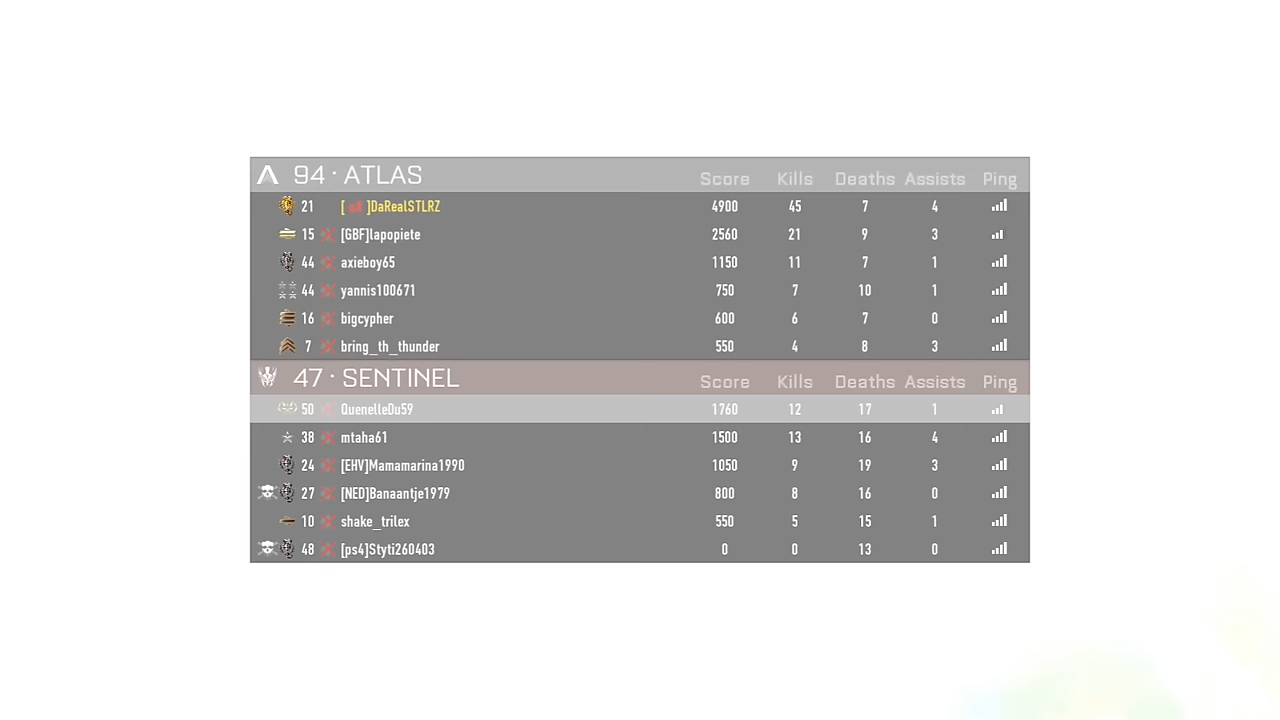 94 · ATLAS Score Kills Deaths Assists Ping
21 [ ]DaRealSTLRZ 4900 45 7 4
15 [GBF]lapopiete 2560 21 9 3
44 axieboy65 1150 11 7 1
44 yannis100671 750 7 10 1
16 bigcypher 600 6 7 0
7 bring_th_thunder 550 4 8 3
47 · SENTINEL Score Kills Deaths Assists Ping
50 QuenelleDu59 1760 12 17 1
38 mtaha61 1500 13 16 4
24 [EHV]Mamamarina1990 1050 9 19 3
27 [NED]Banaantje1979 800 8 16 0
10 shake_trilex 550 5 15 1
48 [ps4]Styti260403 0 0 13 0